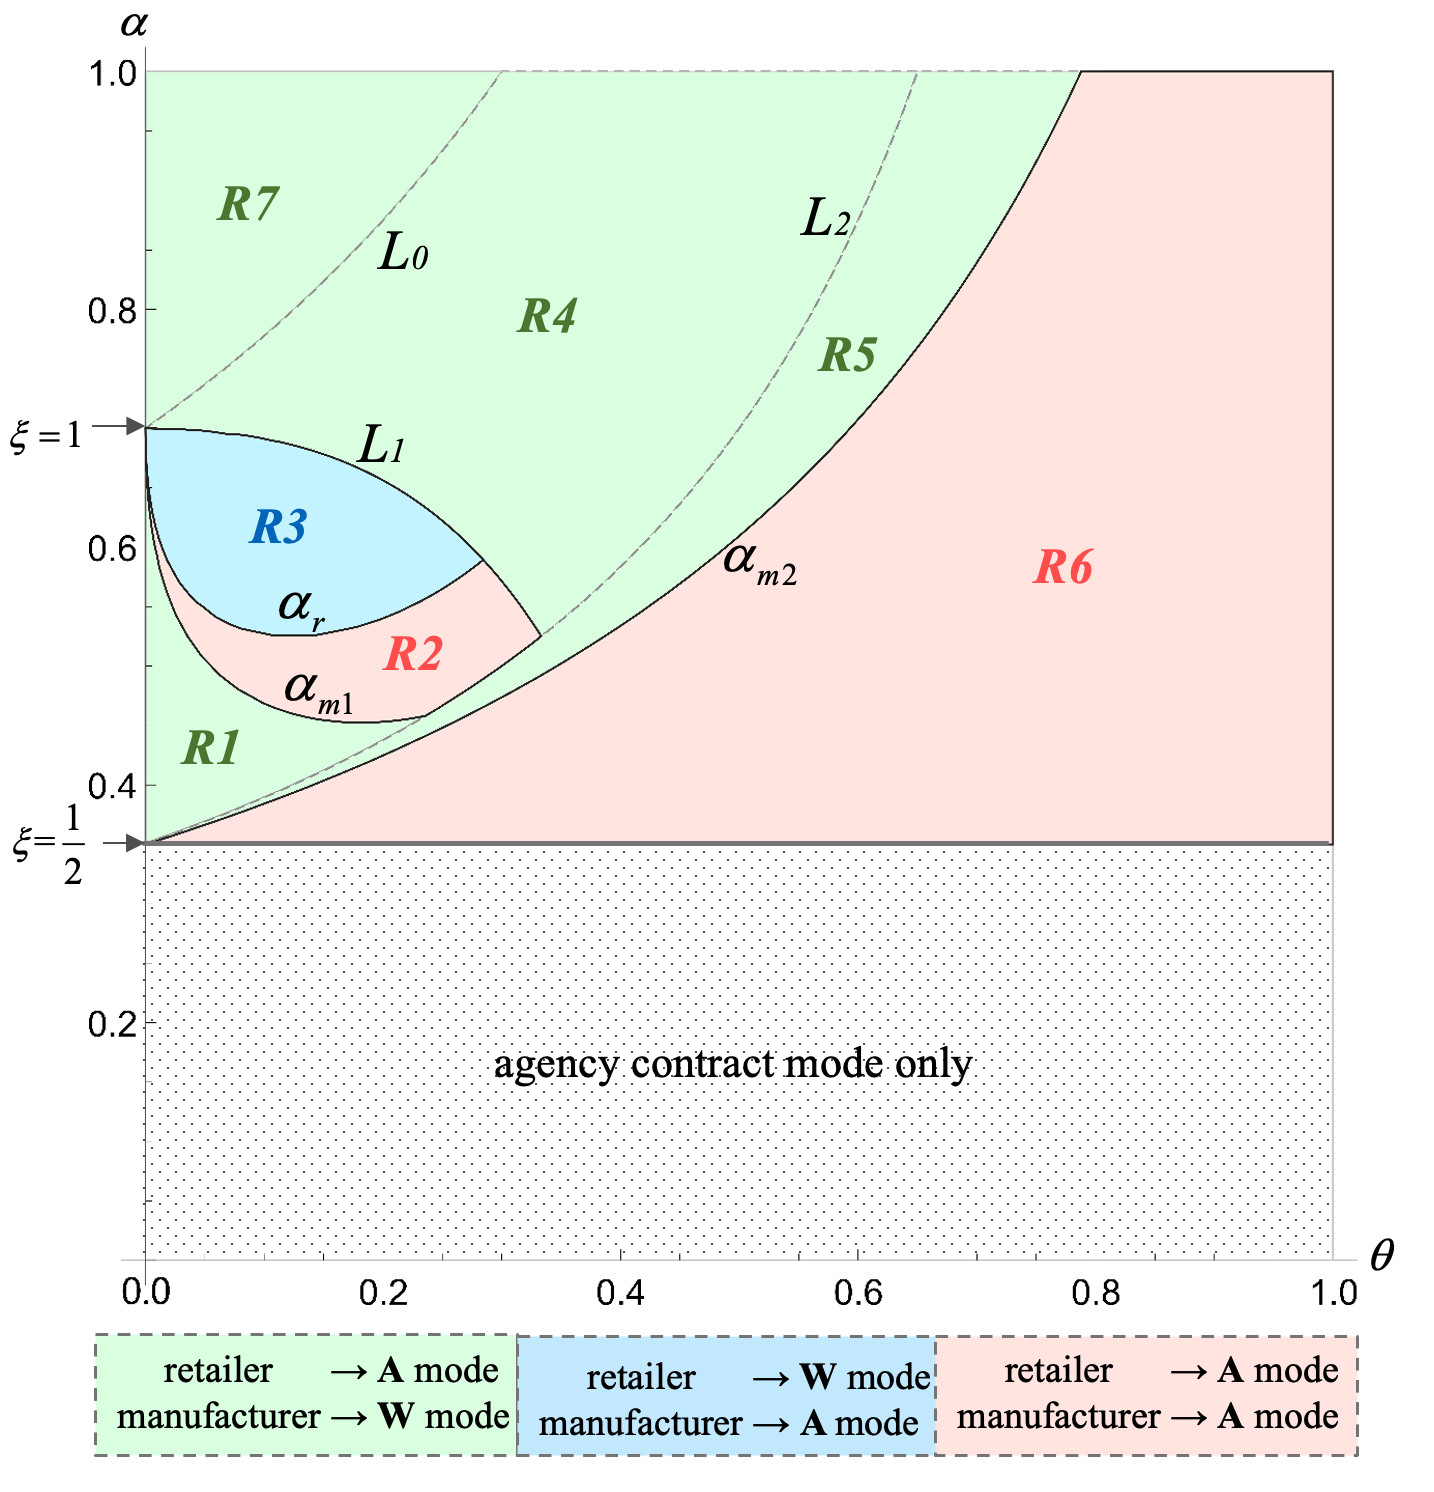 α
1.0
R7
L0
L2
R4
0.8
R5
ξ = 1
L1
R3
0.6
αm2
R6
αr
R2
αm1
R1
0.4
ξ = 1/2
0.2
agency contract mode only
θ
0.0 0.2 0.4 0.6 0.8 1.0
retailer → A mode
manufacturer → W mode
retailer → W mode
manufacturer → A mode
retailer → A mode
manufacturer → A mode